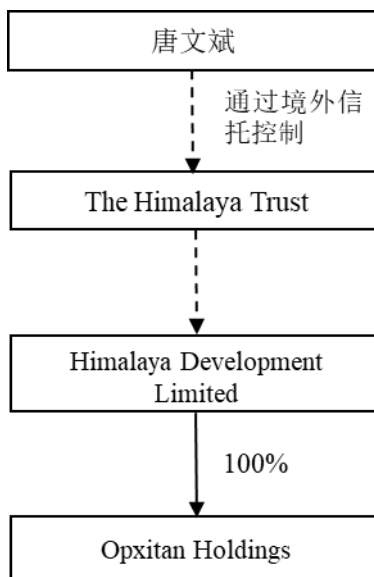 唐文斌
通过境外信
托控制
The Himalaya Trust
Himalaya Development
Limited
100%
Opxitan Holdings